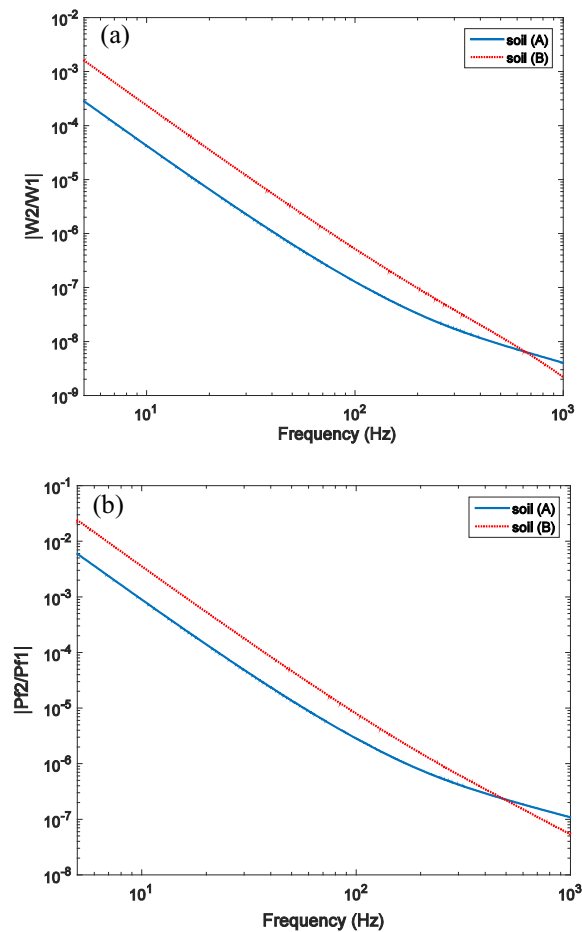 (a)
soil (A)
soil (B)
10^-2
10^-3
10^-4
10^-5
10^-6
10^-7
10^-8
10^-9
|W2/W1|
10^1
10^2
10^3
Frequency (Hz)
(b)
soil (A)
soil (B)
10^-1
10^-2
10^-3
10^-4
10^-5
10^-6
10^-7
10^-8
|Pf2/Pf1|
10^1
10^2
10^3
Frequency (Hz)